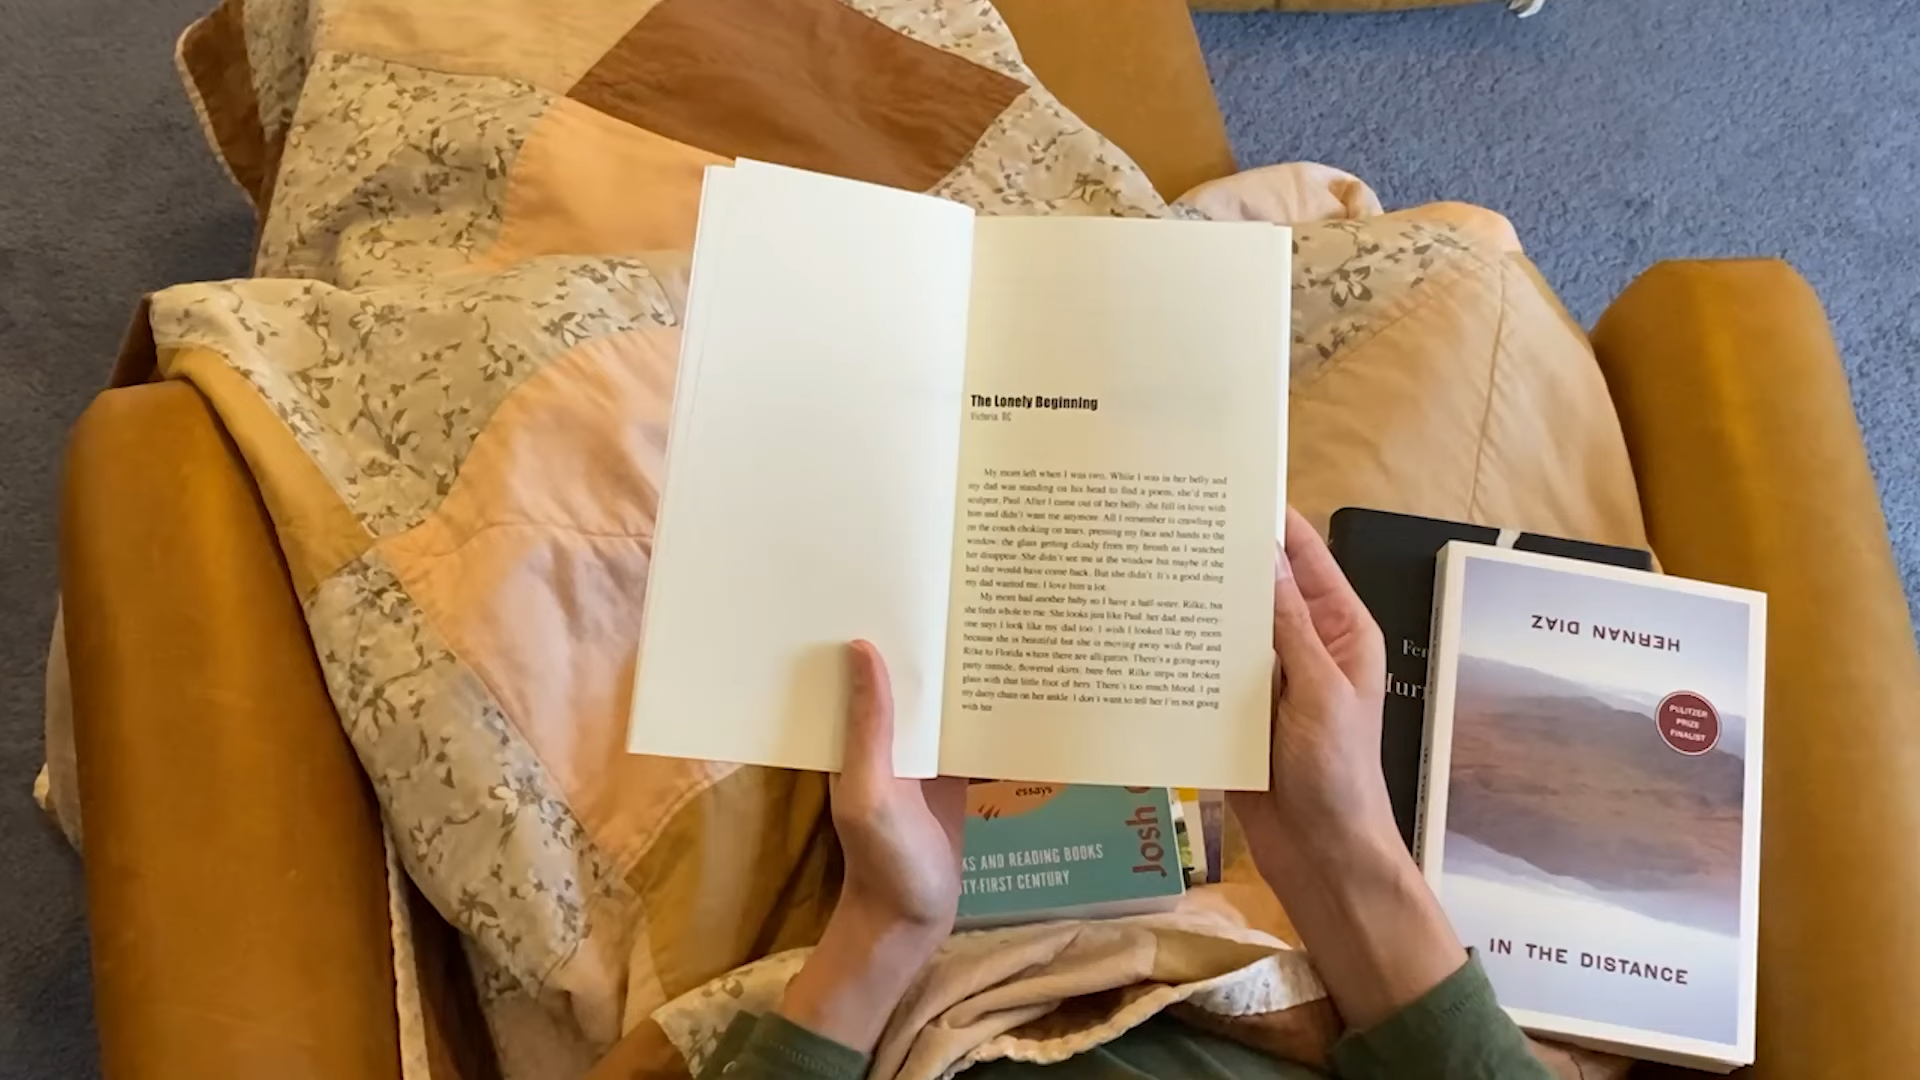 The Lonely Beginning
Victoria, BC
My mom left when I was two. While I was in her belly and
my dad was standing on his head to find a poem, she'd met a
sculptor, Paul. After I came out of her belly, she fell in love with
him and didn't want me anymore. All I remember is crawling up
on the couch choking on tears, pressing my face and hands to the
window, the glass getting cloudy from my breath as I watched
her disappear. She didn't see me at the window but maybe if she
had she would have come back. But she didn't. It's a good thing
my dad wanted me. I love him a lot.
My mom had another baby so I have a half-sister, Rilke, but
she feels whole to me. She looks just like Paul, her dad, and every-
one says I look like my dad too. I wish I looked like my mom
because she is beautiful but she is moving away with Paul and
Rilke to Florida where there are alligators. There's a going-away
party outside, flowered skirts, bare feet. Rilke steps on broken
glass with that little foot of hers. There's too much blood. I put
my daisy chain on her ankle. I don't want to tell her I'm not going
with her.
essays
KS AND READING BOOKS
TY-FIRST CENTURY
Josh
Fer
Hurr
HERNAN DIAZ
PULITZER
PRIZE
FINALIST
IN THE DISTANCE